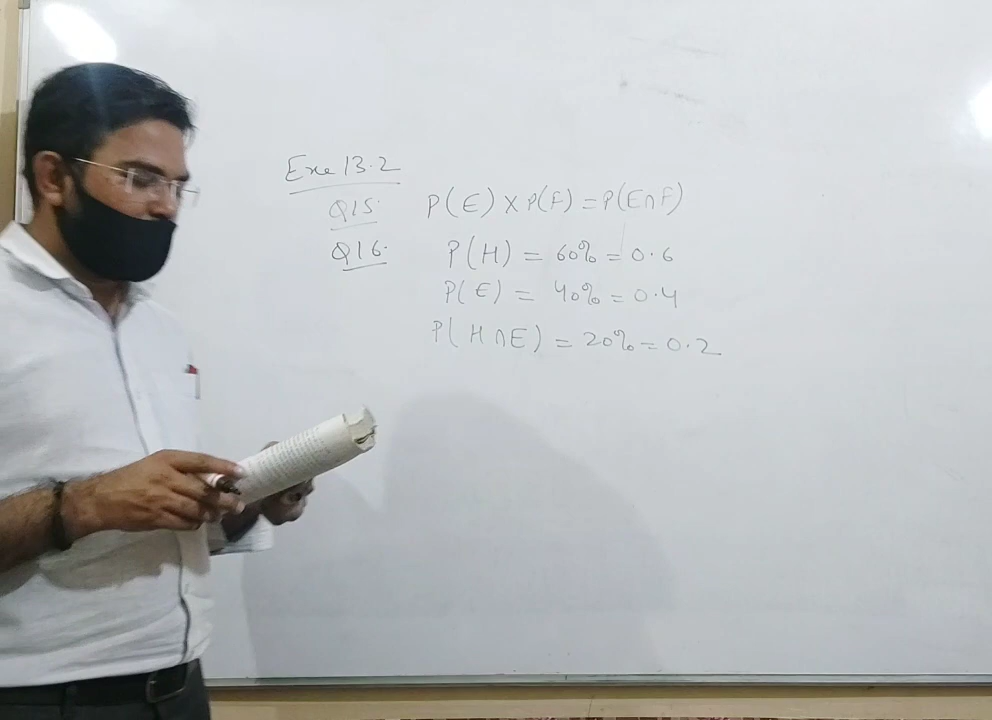 Exe 13.2
Q15. P(E) X P(F) = P(E∩F)
Q16. P(H) = 60% = 0.6
P(E) = 40% = 0.4
P(H∩E) = 20% = 0.2